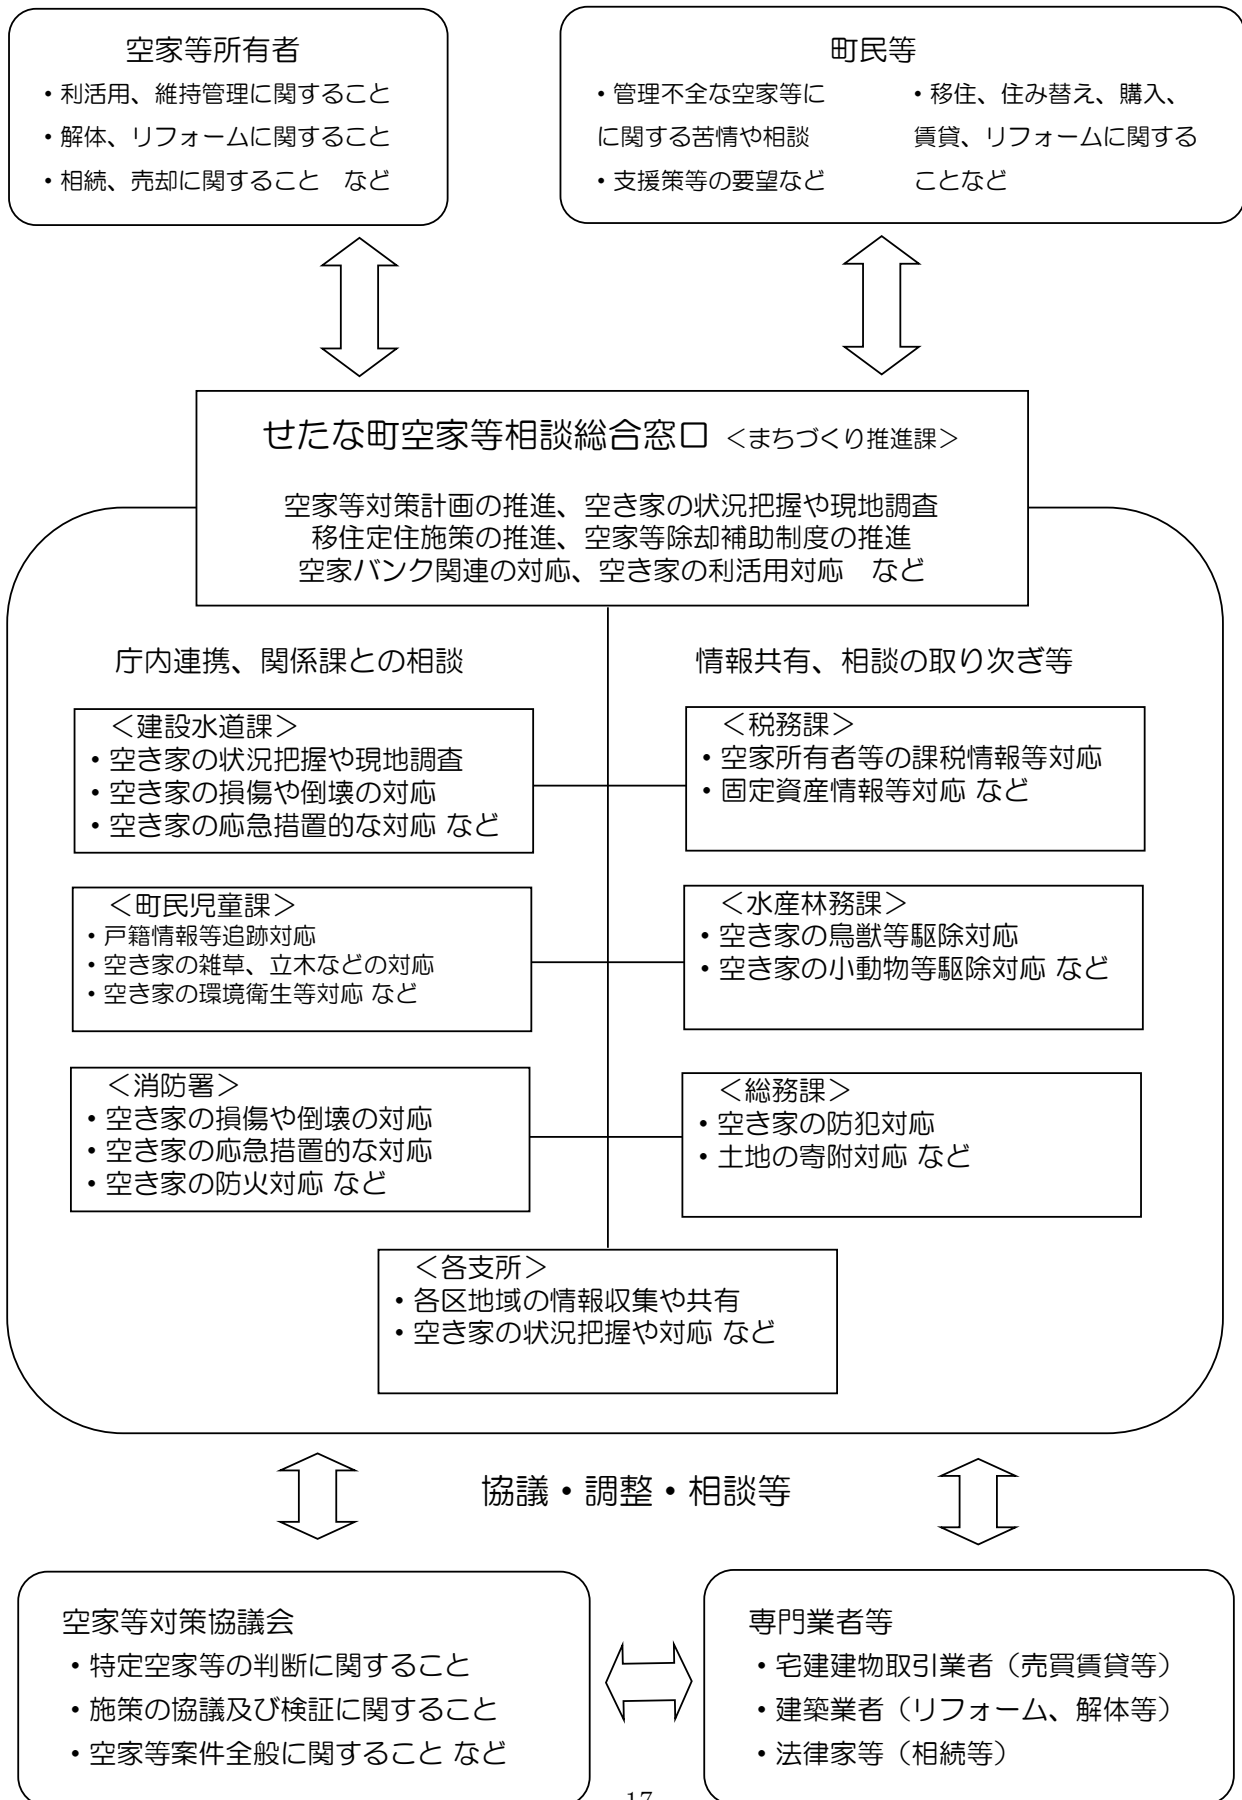 空家等所有者
・利活用、維持管理に関すること
・解体、リフォームに関すること
・相続、売却に関すること　など
町民等
・管理不全な空家等に
に関する苦情や相談
・支援策等の要望など
・移住、住み替え、購入、
賃貸、リフォームに関する
ことなど
せたな町空家等相談総合窓口 ＜まちづくり推進課＞
空家等対策計画の推進、空き家の状況把握や現地調査
移住定住施策の推進、空家等除却補助制度の推進
空家バンク関連の対応、空き家の利活用対応　など
庁内連携、関係課との相談
情報共有、相談の取り次ぎ等
＜建設水道課＞
・空き家の状況把握や現地調査
・空き家の損傷や倒壊の対応
・空き家の応急措置的な対応 など
＜税務課＞
・空家所有者等の課税情報等対応
・固定資産情報等対応 など
＜町民児童課＞
・戸籍情報等追跡対応
・空き家の雑草、立木などの対応
・空き家の環境衛生等対応 など
＜水産林務課＞
・空き家の鳥獣等駆除対応
・空き家の小動物等駆除対応 など
＜消防署＞
・空き家の損傷や倒壊の対応
・空き家の応急措置的な対応
・空き家の防火対応 など
＜総務課＞
・空き家の防犯対応
・土地の寄附対応 など
＜各支所＞
・各区地域の情報収集や共有
・空き家の状況把握や対応 など
協議・調整・相談等
空家等対策協議会
・特定空家等の判断に関すること
・施策の協議及び検証に関すること
・空家等案件全般に関すること など
専門業者等
・宅建建物取引業者（売買賃貸等）
・建築業者（リフォーム、解体等）
・法律家等（相続等）
17